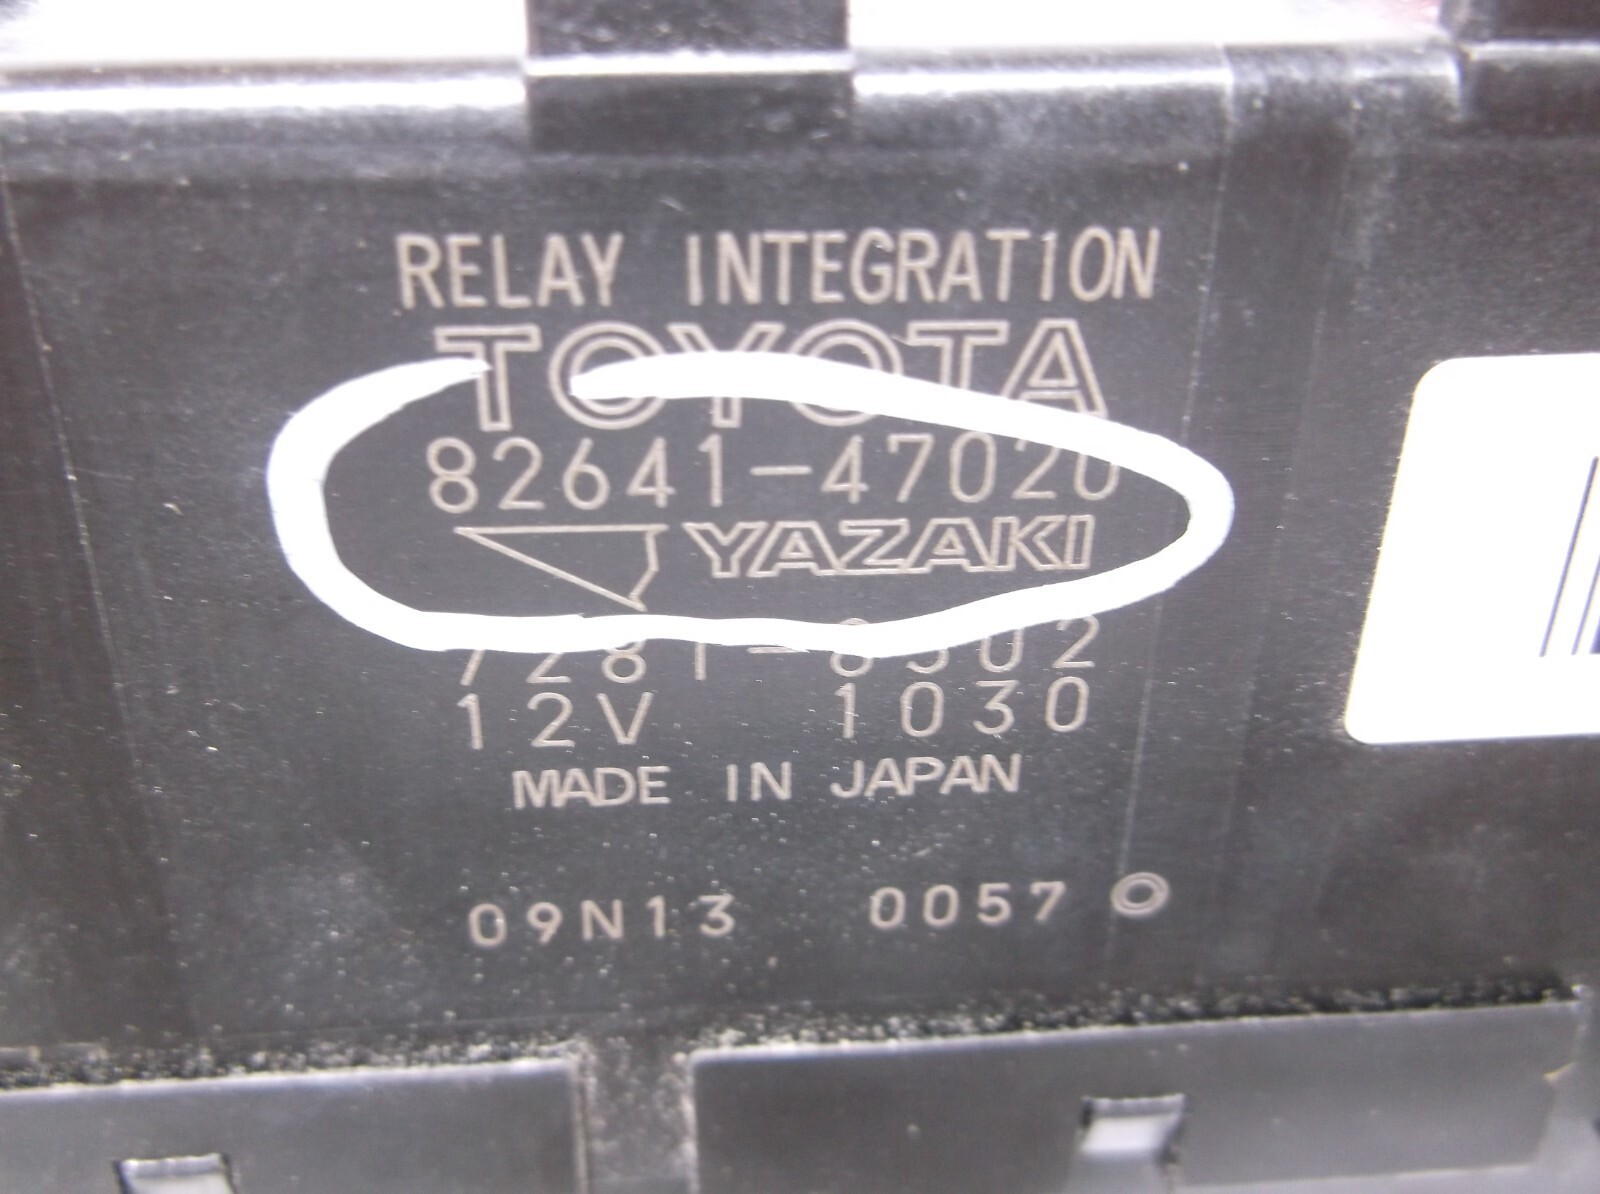 RELAY INTEGRATION
TOYOTA
82641-47020
YAZAKI
12V 1030
MADE IN JAPAN
09N13 0057